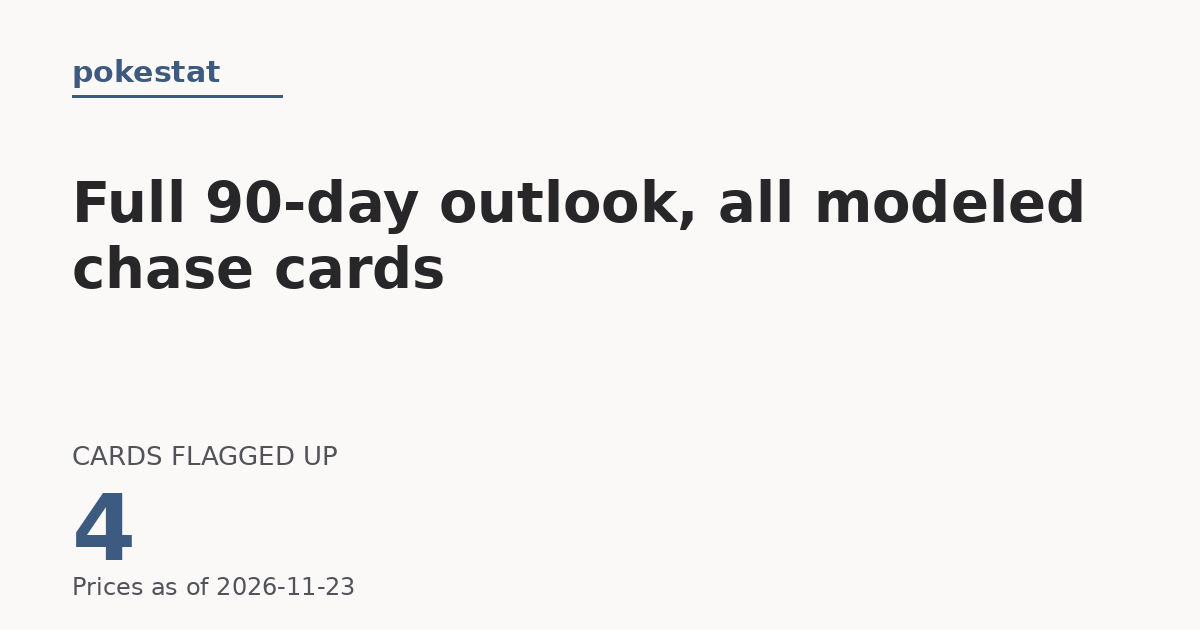 pokestat
Full 90-day outlook, all modeled
chase cards
CARDS FLAGGED UP
4
Prices as of 2026-11-23